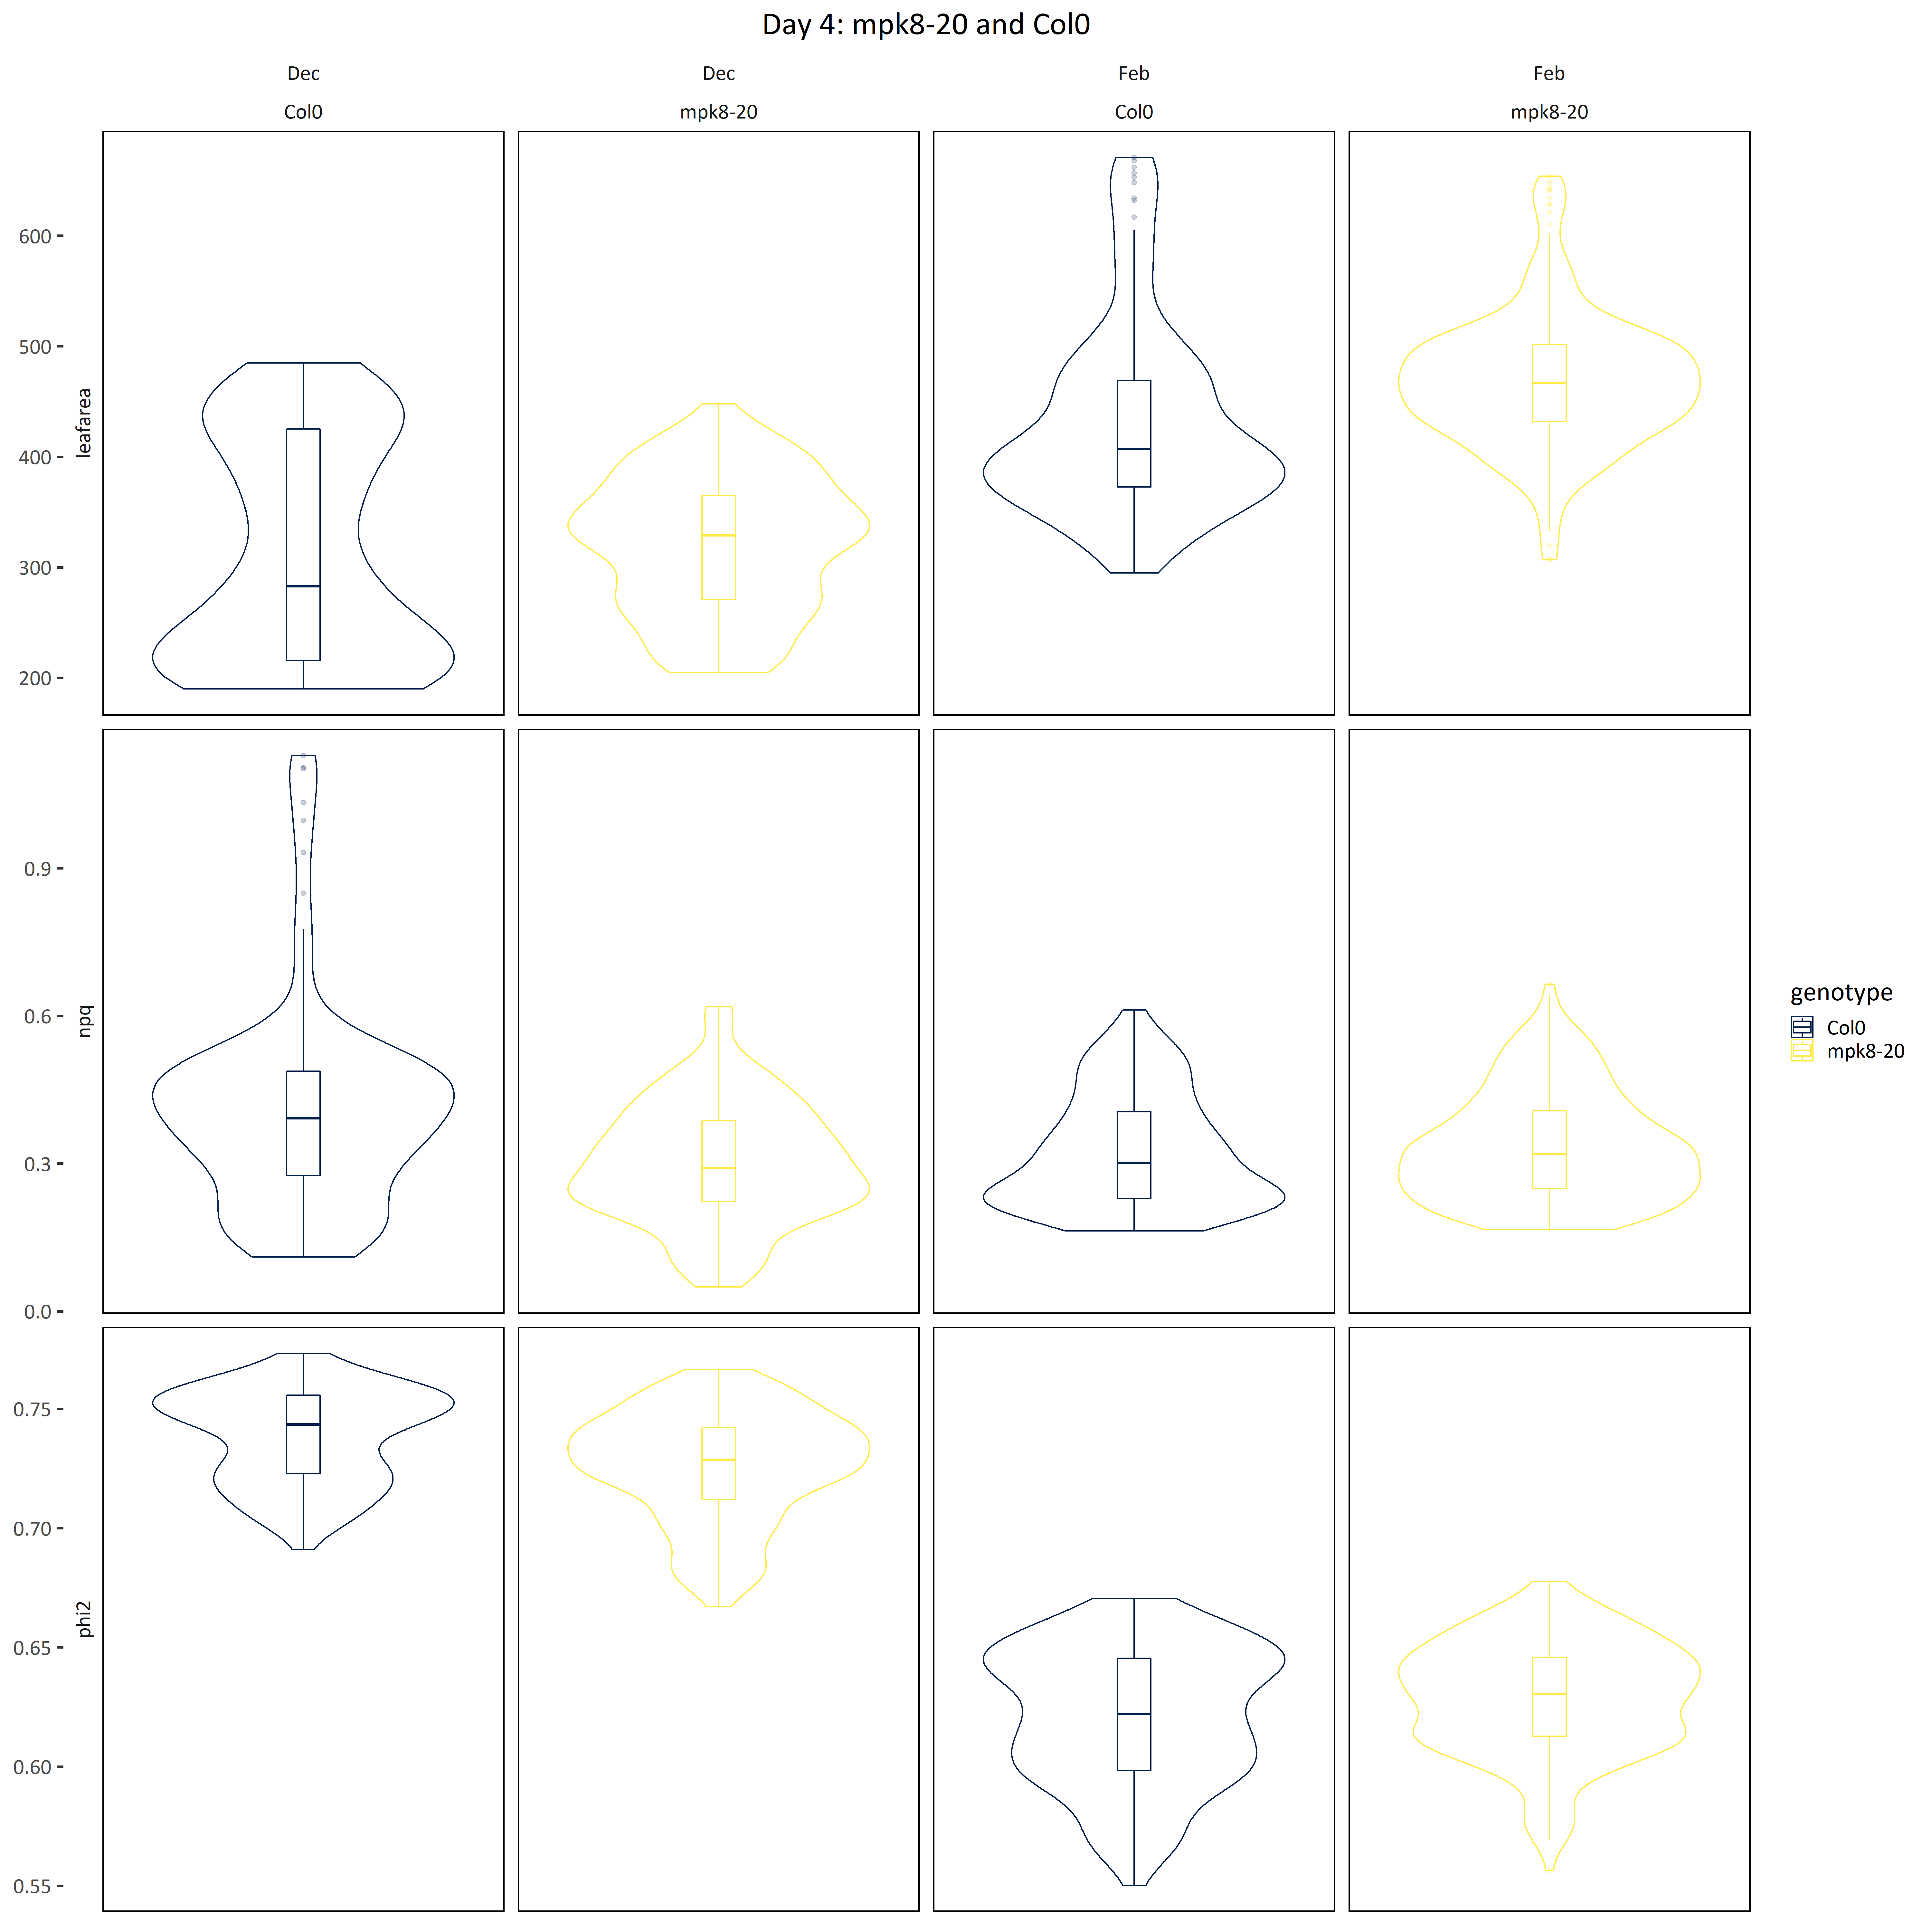 Day 4: mpk8-20 and Col0
Dec Dec Feb Feb
Col0 mpk8-20 Col0 mpk8-20
600
500
400
300
200
leafarea
0.9
0.6
0.3
0.0
npq
0.75
0.70
0.65
0.60
0.55
phi2
genotype
Col0
mpk8-20